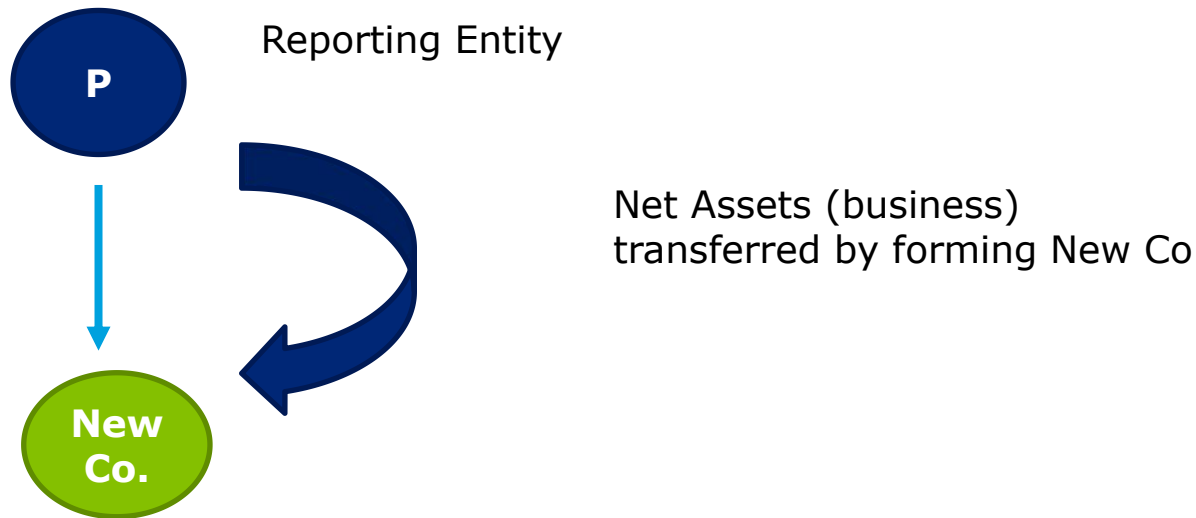 Reporting Entity
P
Net Assets (business)
transferred by forming New Co
New
Co.